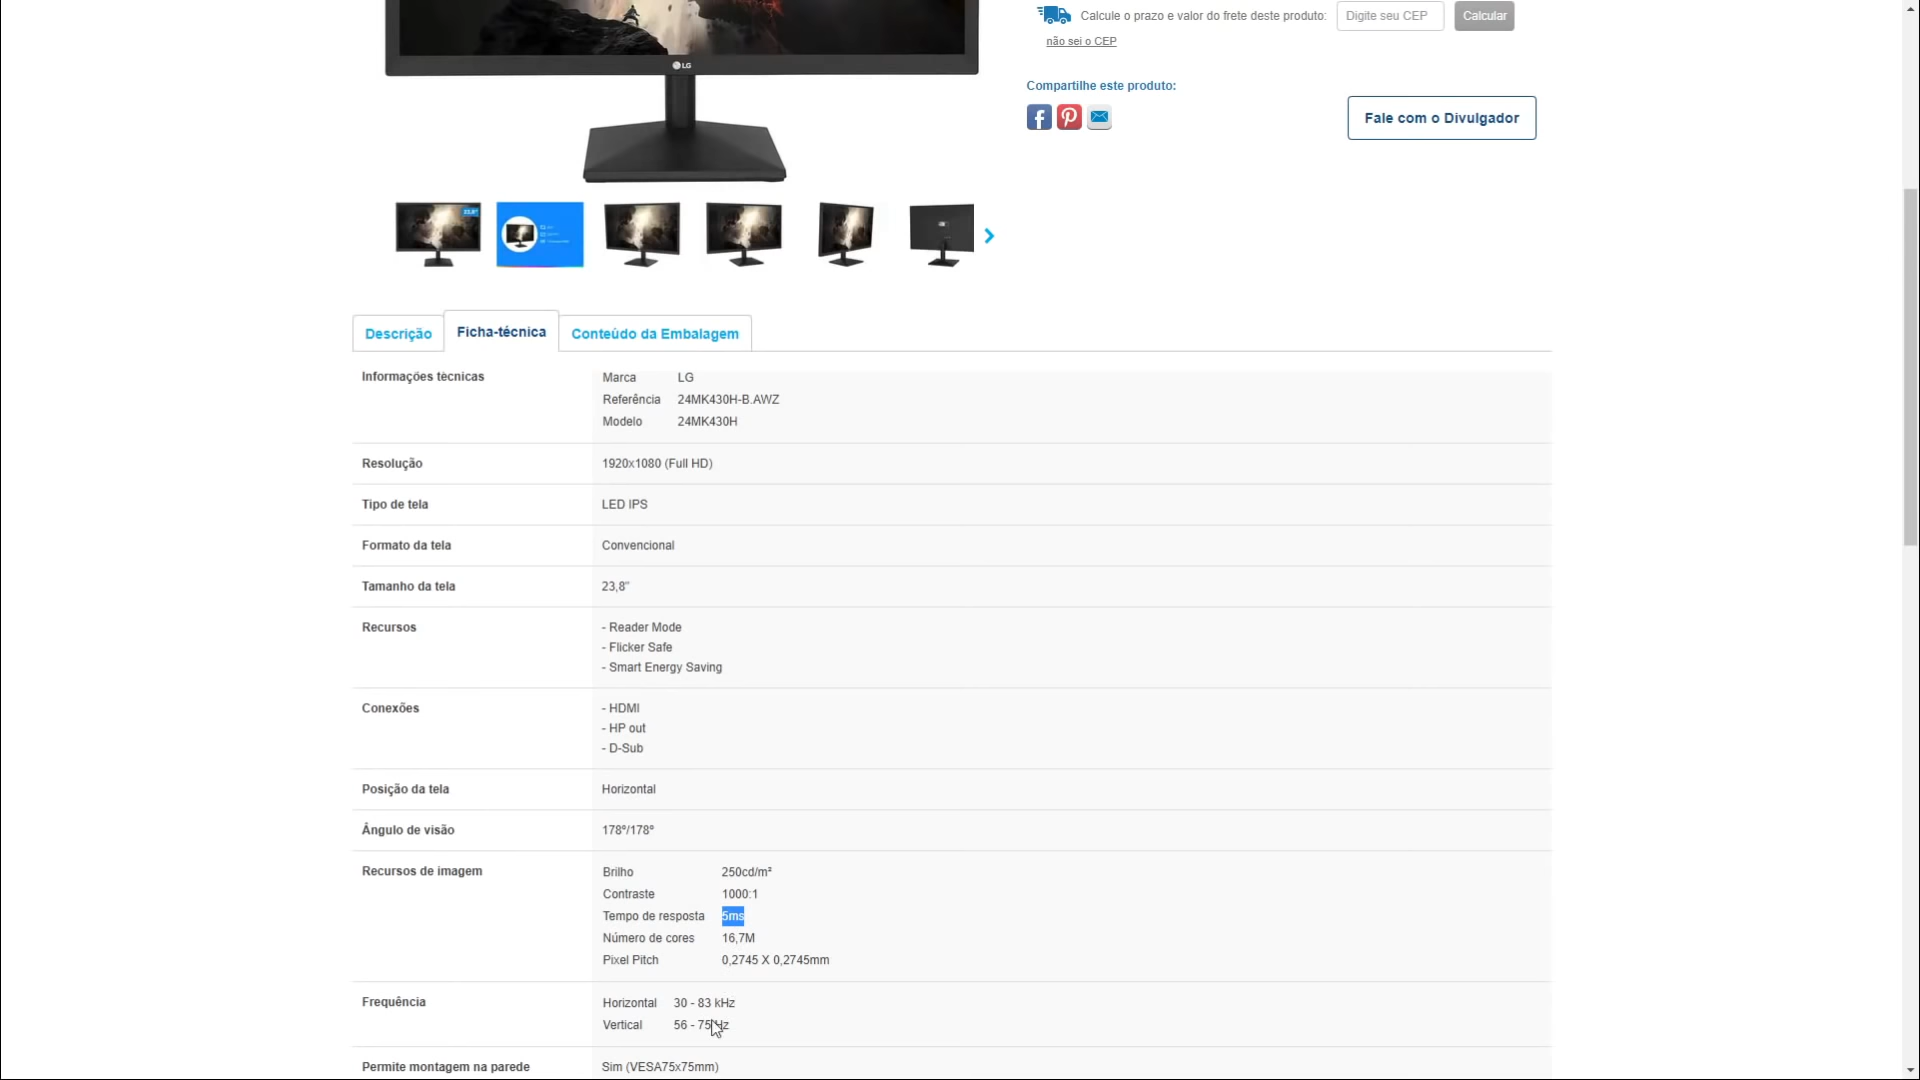 LG
Calcule o prazo e valor do frete deste produto: Digite seu CEP Calcular
não sei o CEP
Compartilhe este produto:
Fale com o Divulgador
23,8"
Descrição Ficha-técnica Conteúdo da Embalagem
Informações técnicas Marca LG
Referência 24MK430H-B.AWZ
Modelo 24MK430H
Resolução 1920x1080 (Full HD)
Tipo de tela LED IPS
Formato da tela Convencional
Tamanho da tela 23,8"
Recursos - Reader Mode
- Flicker Safe
- Smart Energy Saving
Conexões - HDMI
- HP out
- D-Sub
Posição da tela Horizontal
Ângulo de visão 178º/178º
Recursos de imagem Brilho 250cd/m²
Contraste 1000:1
Tempo de resposta 5ms
Número de cores 16,7M
Pixel Pitch 0,2745 X 0,2745mm
Frequência Horizontal 30 - 83 kHz
Vertical 56 - 75Hz
Permite montagem na parede Sim (VESA75x75mm)